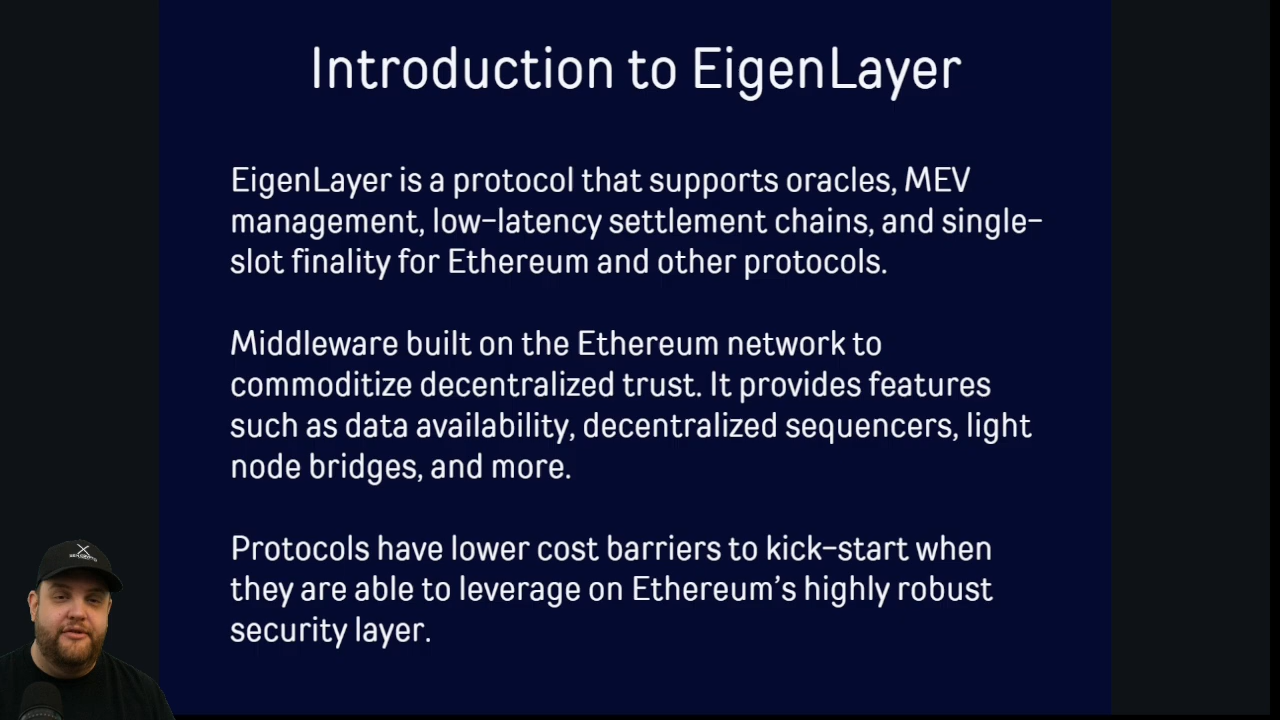 Introduction to EigenLayer
EigenLayer is a protocol that supports oracles, MEV
management, low-latency settlement chains, and single-
slot finality for Ethereum and other protocols.
Middleware built on the Ethereum network to
commoditize decentralized trust. It provides features
such as data availability, decentralized sequencers, light
node bridges, and more.
Protocols have lower cost barriers to kick-start when
they are able to leverage on Ethereum's highly robust
security layer.